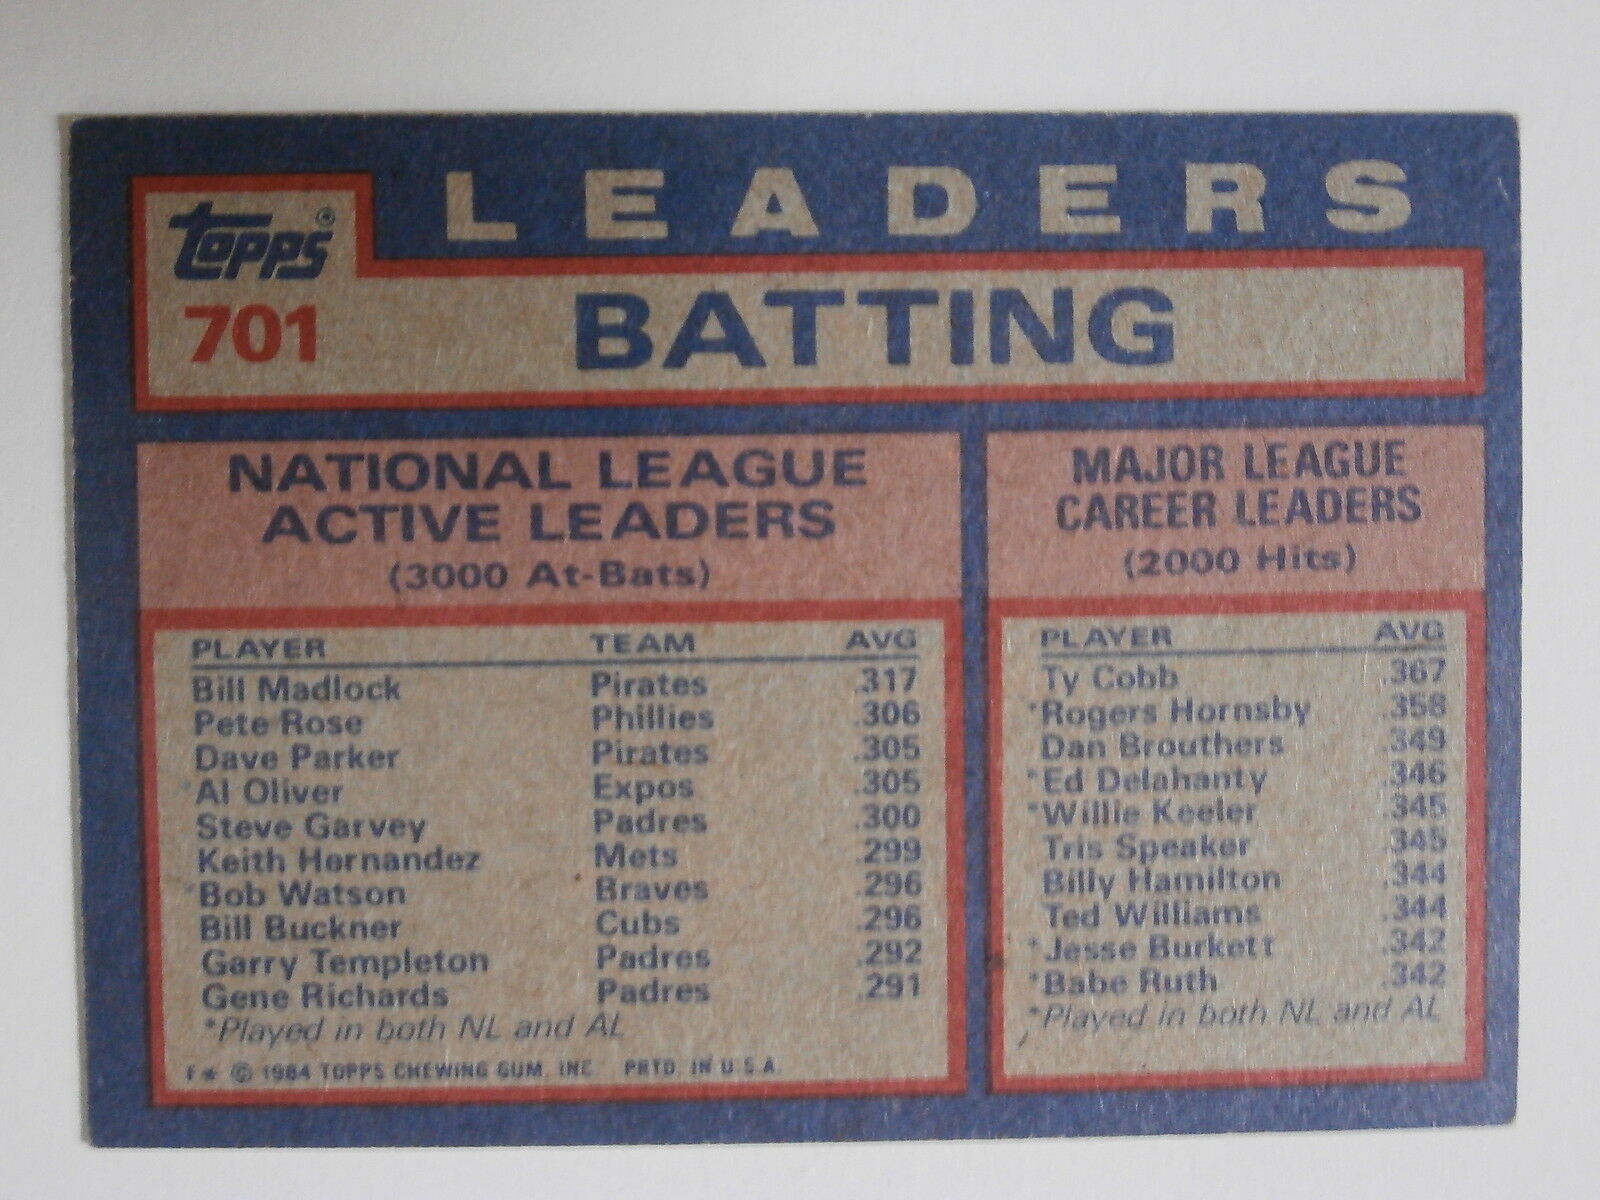 LEADERS
topps®
701
BATTING
NATIONAL LEAGUE
ACTIVE LEADERS
(3000 At-Bats)
PLAYER TEAM AVG
Bill Madlock Pirates .317
Pete Rose Phillies .306
Dave Parker Pirates .305
*Al Oliver Expos .305
Steve Garvey Padres .300
Keith Hernandez Mets .299
*Bob Watson Braves .296
Bill Buckner Cubs .296
Garry Templeton Padres .292
Gene Richards Padres .291
*Played in both NL and AL
F★ © 1984 TOPPS CHEWING GUM, INC. PRTD. IN U.S.A.
MAJOR LEAGUE
CAREER LEADERS
(2000 Hits)
PLAYER AVG
Ty Cobb .367
*Rogers Hornsby .358
Dan Brouthers .349
*Ed Delahanty .346
*Willie Keeler .345
Tris Speaker .345
Billy Hamilton .344
Ted Williams .344
*Jesse Burkett .342
*Babe Ruth .342
*Played in both NL and AL